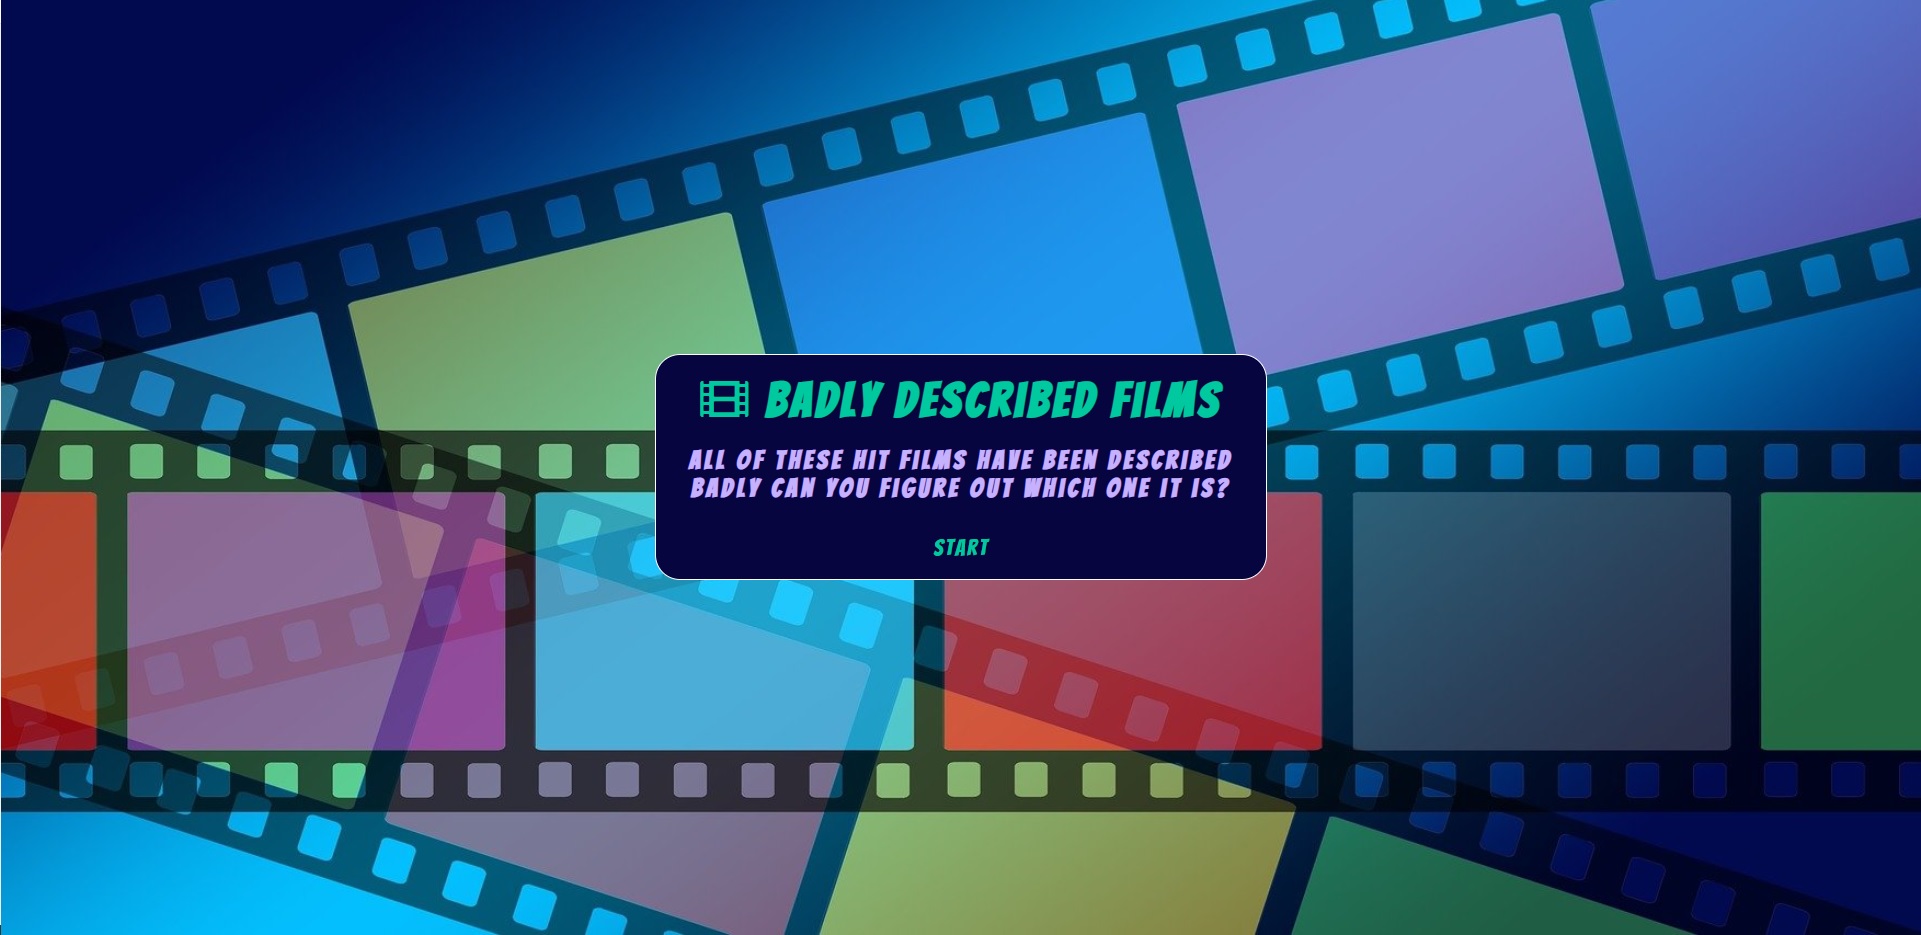 BADLY DESCRIBED FILMS
ALL OF THESE HIT FILMS HAVE BEEN DESCRIBED
BADLY CAN YOU FIGURE OUT WHICH ONE IT IS?
START